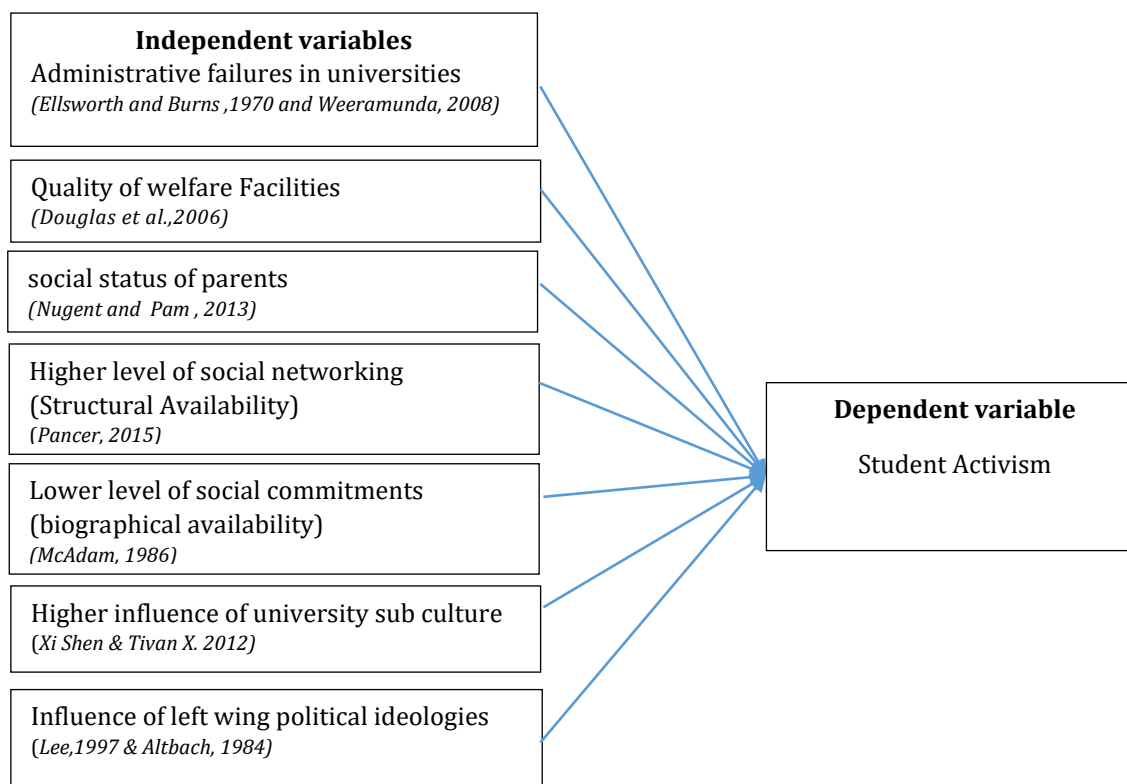 Independent variables
Administrative failures in universities
(Ellsworth and Burns ,1970 and Weeramunda, 2008)
Quality of welfare Facilities
(Douglas et al.,2006)
social status of parents
(Nugent and Pam , 2013)
Higher level of social networking
(Structural Availability)
(Pancer, 2015)
Lower level of social commitments
(biographical availability)
(McAdam, 1986)
Higher influence of university sub culture
(Xi Shen & Tivan X. 2012)
Influence of left wing political ideologies
(Lee,1997 & Altbach, 1984)
Dependent variable
Student Activism